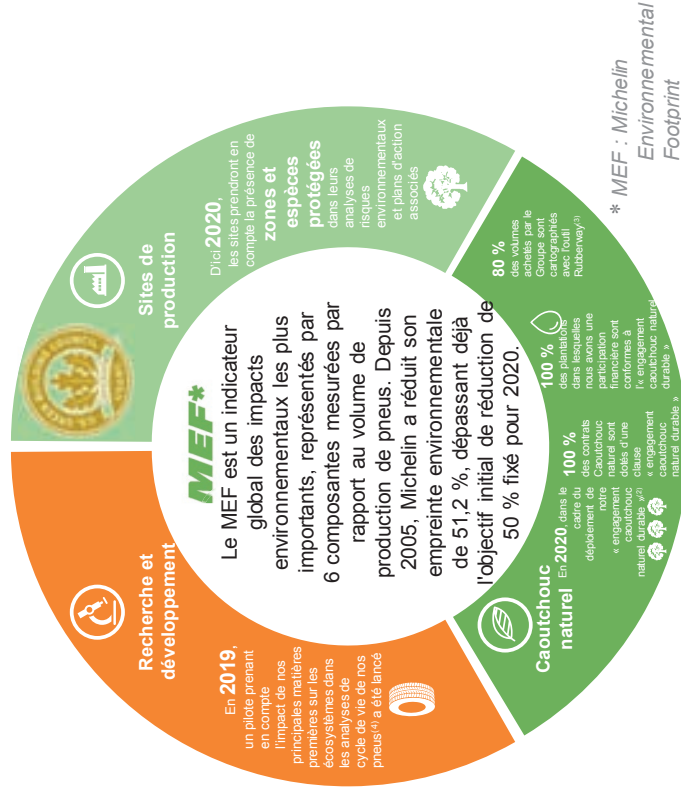 Recherche et
développement
En 2019,
un pilote prenant
en compte
l'impact de nos
principales matières
premières sur les
écosystèmes dans
les analyses de
cycle de vie de nos
pneus(4) a été lancé
Sites de
production
D'ici 2020,
les sites prendront en
compte la présence de
zones et
espèces
protégées
dans leurs
analyses de
risques
environnementaux
et plans d'action
associés
MEF*
Le MEF est un indicateur
global des impacts
environnementaux les plus
importants, représentés par
6 composantes mesurées par
rapport au volume de
production de pneus. Depuis
2005, Michelin a réduit son
empreinte environnementale
de 51,2 %, dépassant déjà
l'objectif initial de réduction de
50 % fixé pour 2020.
Caoutchouc
naturel
En 2020, dans le
cadre du
déploiement de
notre
« engagement
caoutchouc
naturel durable »(2)
100 %
des contrats
Caoutchouc
naturel sont
dotés d'une
clause
« engagement
caoutchouc
naturel durable »
100 %
des plantations
dans lesquelles
nous avons une
participation
financière sont
conformes à
l'« engagement
caoutchouc naturel
durable »
80 %
des volumes
achetés par le
Groupe sont
cartographiés
avec l'outil
Rubberway(3)
* MEF : Michelin
Environnemental
Footprint